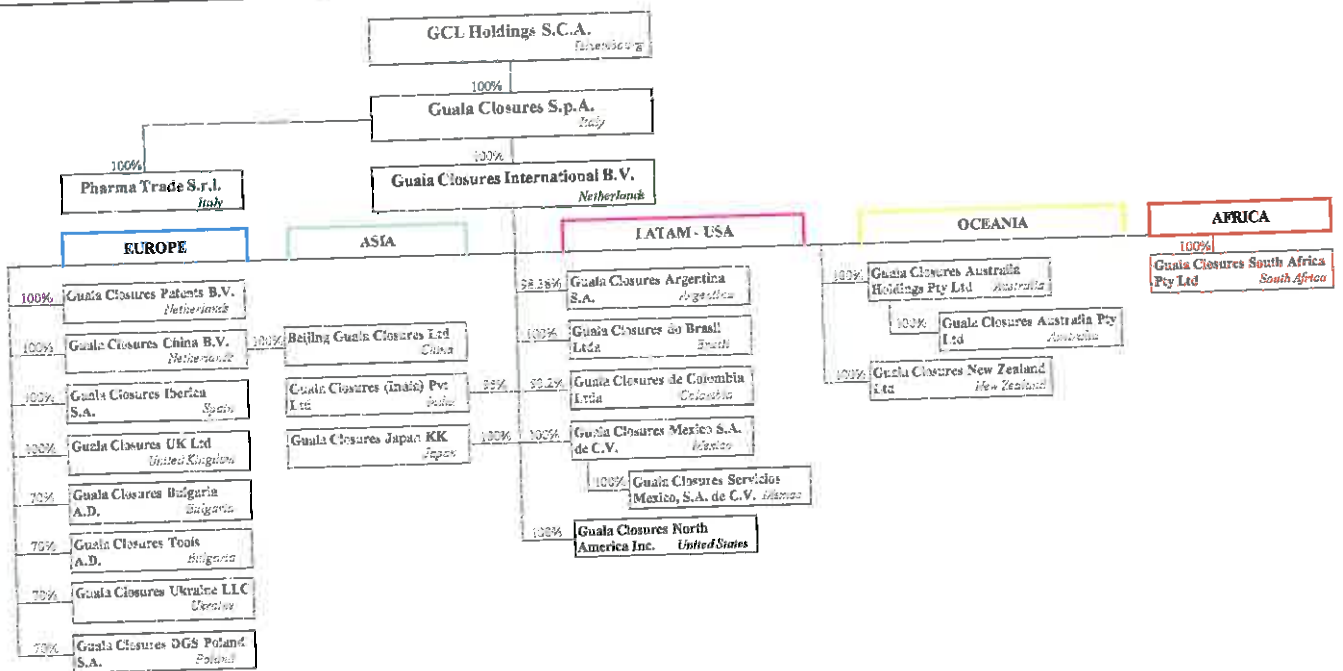 GCL Holdings S.C.A.
100%
Guala Closures S.p.A.
Italy
100%
Pharma Trade S.r.l.
Italy
100%
Guala Closures International B.V.
Netherlands
EUROPE
ASIA
LATAM - USA
OCEANIA
AFRICA
100%
Guala Closures Patents B.V.
Netherlands
100%
Guala Closures China B.V.
Netherlands
100%
Guala Closures Iberica
S.A. Spain
100%
Guala Closures UK Ltd
United Kingdom
70%
Guala Closures Bulgaria
A.D. Bulgaria
70%
Guala Closures Tools
A.D. Bulgaria
70%
Guala Closures Ukraine LLC
Ukraine
70%
Guala Closures DGS Poland
S.A. Poland
100%
Beijing Guala Closures Ltd
China
Guala Closures (India) Pvt
Ltd India
Guala Closures Japan KK
Japan
100%
98.38%
Guala Closures Argentina
S.A. Argentina
100%
Guala Closures do Brasil
Ltda Brazil
Guala Closures de Colombia
Ltda Colombia
100%
Guala Closures Mexico S.A.
de C.V. Mexico
100%
Guala Closures Servicios
Mexico, S.A. de C.V. Mexico
100%
Guala Closures North
America Inc. United States
100%
Guala Closures Australia
Holdings Pty Ltd Australia
100%
Guala Closures Australia Pty
Ltd Australia
100%
Guala Closures New Zealand
Ltd New Zealand
100%
Guala Closures South Africa
Pty Ltd South Africa